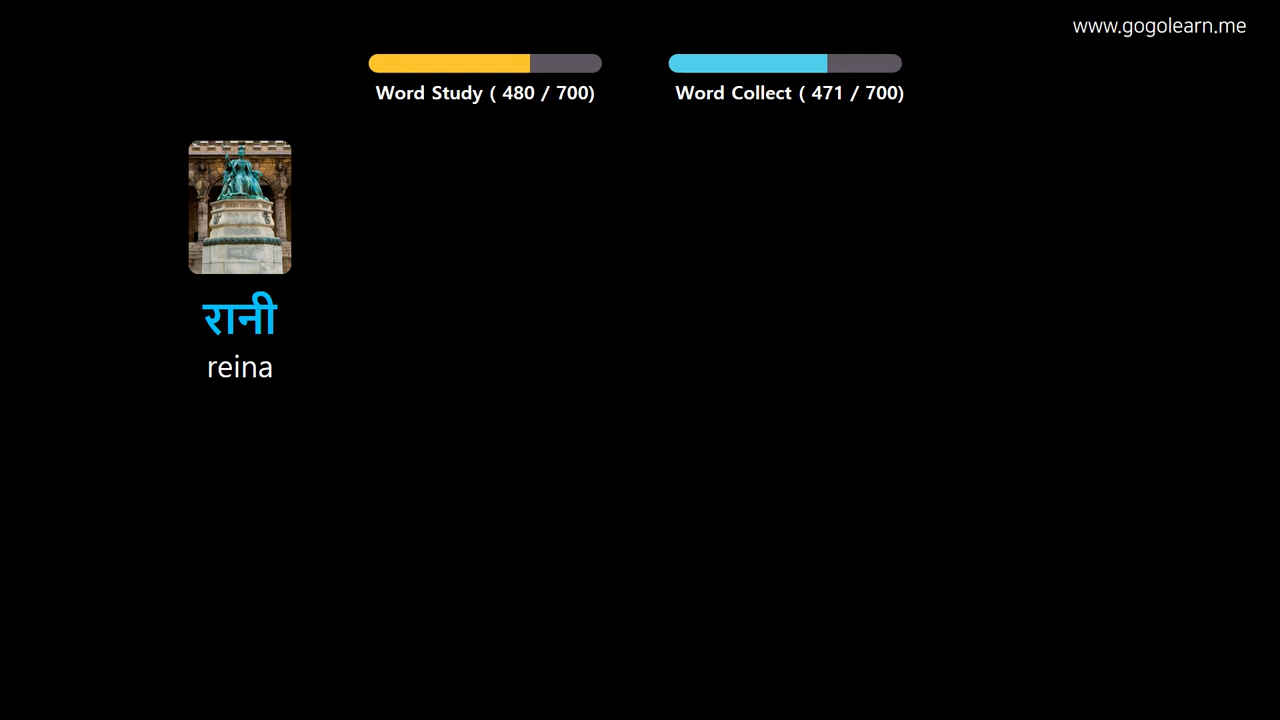 www.gogolearn.me
Word Study ( 480 / 700)
Word Collect ( 471 / 700)
रानी
reina